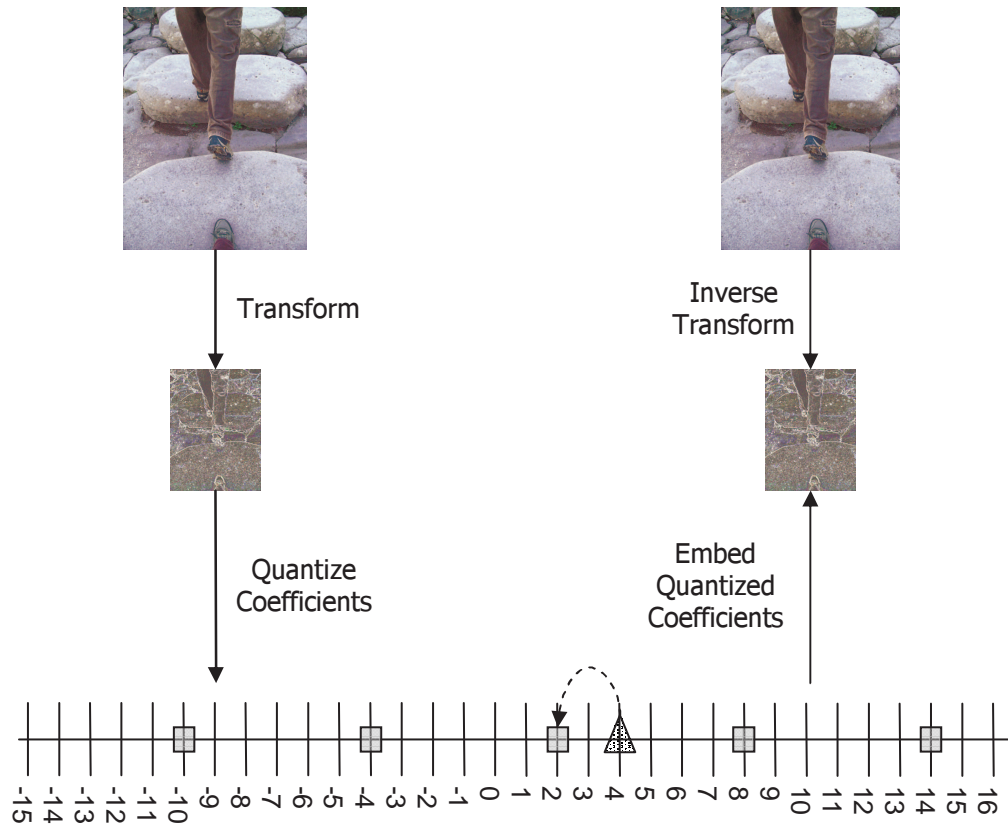 Transform
Inverse
Transform
Quantize
Coefficients
Embed
Quantized
Coefficients
-15 -14 -13 -12 -11 -10 -9 -8 -7 -6 -5 -4 -3 -2 -1 0 1 2 3 4 5 6 7 8 9 10 11 12 13 14 15 16